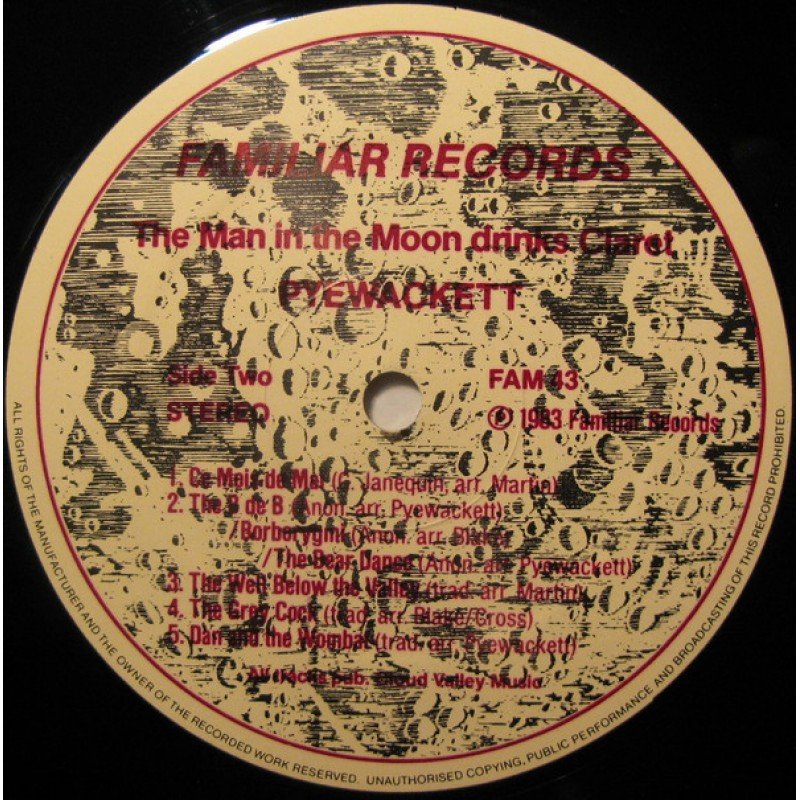 FAMILIAR RECORDS
The Man in the Moon drinks Claret
PYEWACKETT
Side Two
FAM 43
STEREO
℗ 1983 Familiar Records
1. Ce Mois de Mai (C. Janequin, arr. Martin)
2. The B de B (Anon. arr. Pyewackett)
/Borborygmi (Anon. arr. Blake)
/The Bear Dance (Anon. arr. Pyewackett)
3. The Well Below the Valley (trad. arr. Martin)
4. The Grey Cock (trad. arr. Blake/Cross)
5. Dan and the Wombat (trad. arr. Pyewackett)
All tracks pub. Cloud Valley Music
ALL RIGHTS OF THE MANUFACTURER AND THE OWNER OF THE RECORDED WORK RESERVED. UNAUTHORISED COPYING, PUBLIC PERFORMANCE AND BROADCASTING OF THIS RECORD PROHIBITED